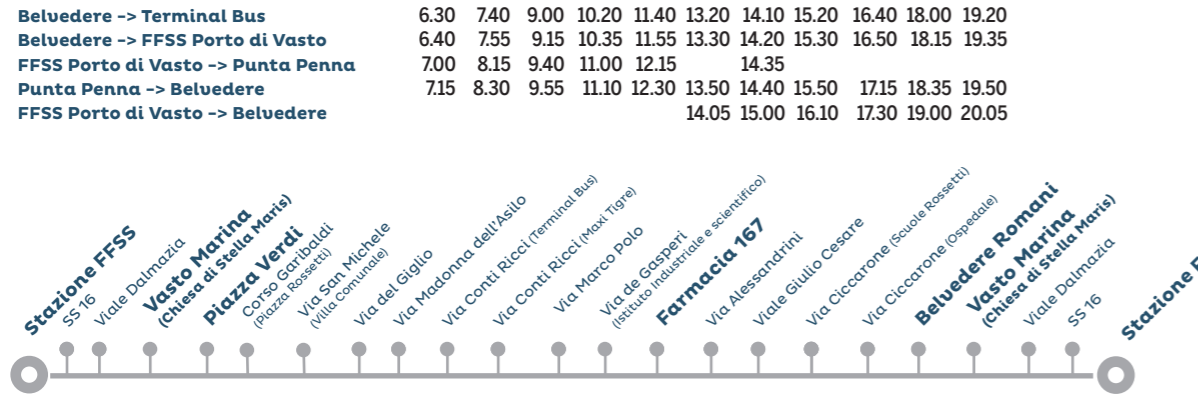 Belvedere -> Terminal Bus 6.30 7.40 9.00 10.20 11.40 13.20 14.10 15.20 16.40 18.00 19.20
Belvedere -> FFSS Porto di Vasto 6.40 7.55 9.15 10.35 11.55 13.30 14.20 15.30 16.50 18.15 19.35
FFSS Porto di Vasto -> Punta Penna 7.00 8.15 9.40 11.00 12.15 14.35
Punta Penna -> Belvedere 7.15 8.30 9.55 11.10 12.30 13.50 14.40 15.50 17.15 18.35 19.50
FFSS Porto di Vasto -> Belvedere 14.05 15.00 16.10 17.30 19.00 20.05
Stazione FFSS
SS 16
Viale Dalmazia
Vasto Marina
(Chiesa di Stella Maris)
Piazza Verdi
Corso Garibaldi
(Piazza Rossetti)
Via San Michele
(Villa Comunale)
Via del Giglio
Via Madonna dell'Asilo
Via Conti Ricci (Terminal Bus)
Via Conti Ricci (Maxi Tigre)
Via Marco Polo
Via de Gasperi
(Istituto Industriale e scientifico)
Farmacia 167
Via Alessandrini
Viale Giulio Cesare
Via Ciccarone (Scuole Rossetti)
Via Ciccarone (Ospedale)
Belvedere Romani
Vasto Marina
(Chiesa di Stella Maris)
Viale Dalmazia
SS 16
Stazione